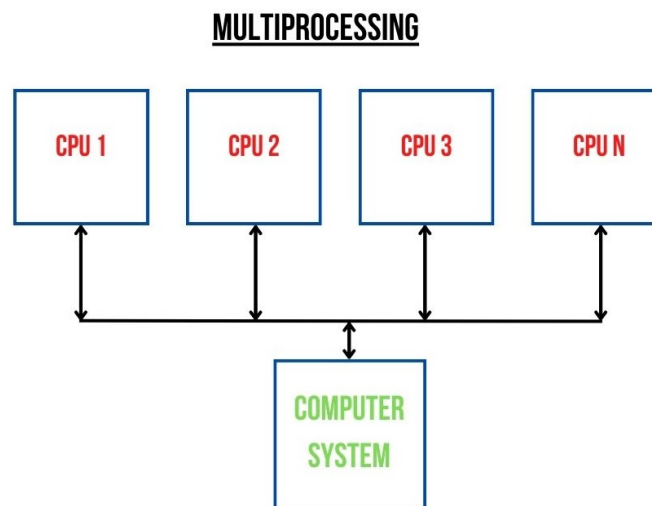 MULTIPROCESSING
CPU 1
CPU 2
CPU 3
CPU N
COMPUTER
SYSTEM